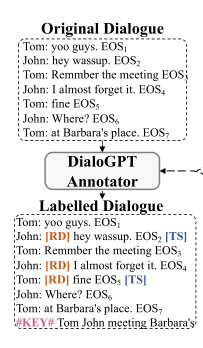 Original Dialogue
Tom: yoo guys. EOS1
John: hey wassup. EOS2
Tom: Remmber the meeting EOS3
John: I almost forget it. EOS4
Tom: fine EOS5
John: Where? EOS6
Tom: at Barbara's place. EOS7
DialoGPT
Annotator
Labelled Dialogue
Tom: yoo guys. EOS1
John: [RD] hey wassup. EOS2 [TS]
Tom: Remmber the meeting EOS3
John: [RD] I almost forget it. EOS4
Tom: [RD] fine EOS5 [TS]
John: Where? EOS6
Tom: at Barbara's place. EOS7
#KEY# Tom John meeting Barbara's